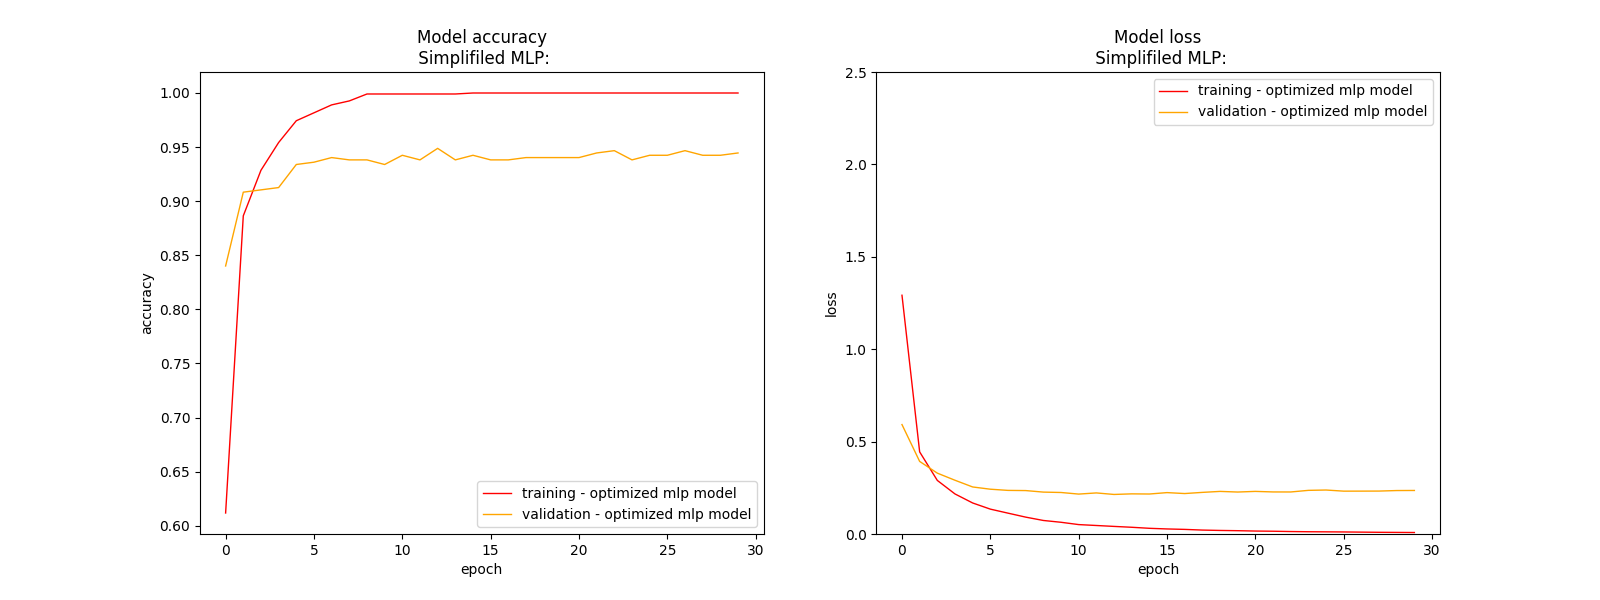 Model accuracy
Simplifiled MLP:
1.00
0.95
0.90
0.85
0.80
0.75
0.70
0.65
0.60
accuracy
training - optimized mlp model
validation - optimized mlp model
0 5 10 15 20 25 30
epoch
Model loss
Simplifiled MLP:
2.5
2.0
1.5
1.0
0.5
0.0
loss
training - optimized mlp model
validation - optimized mlp model
0 5 10 15 20 25 30
epoch